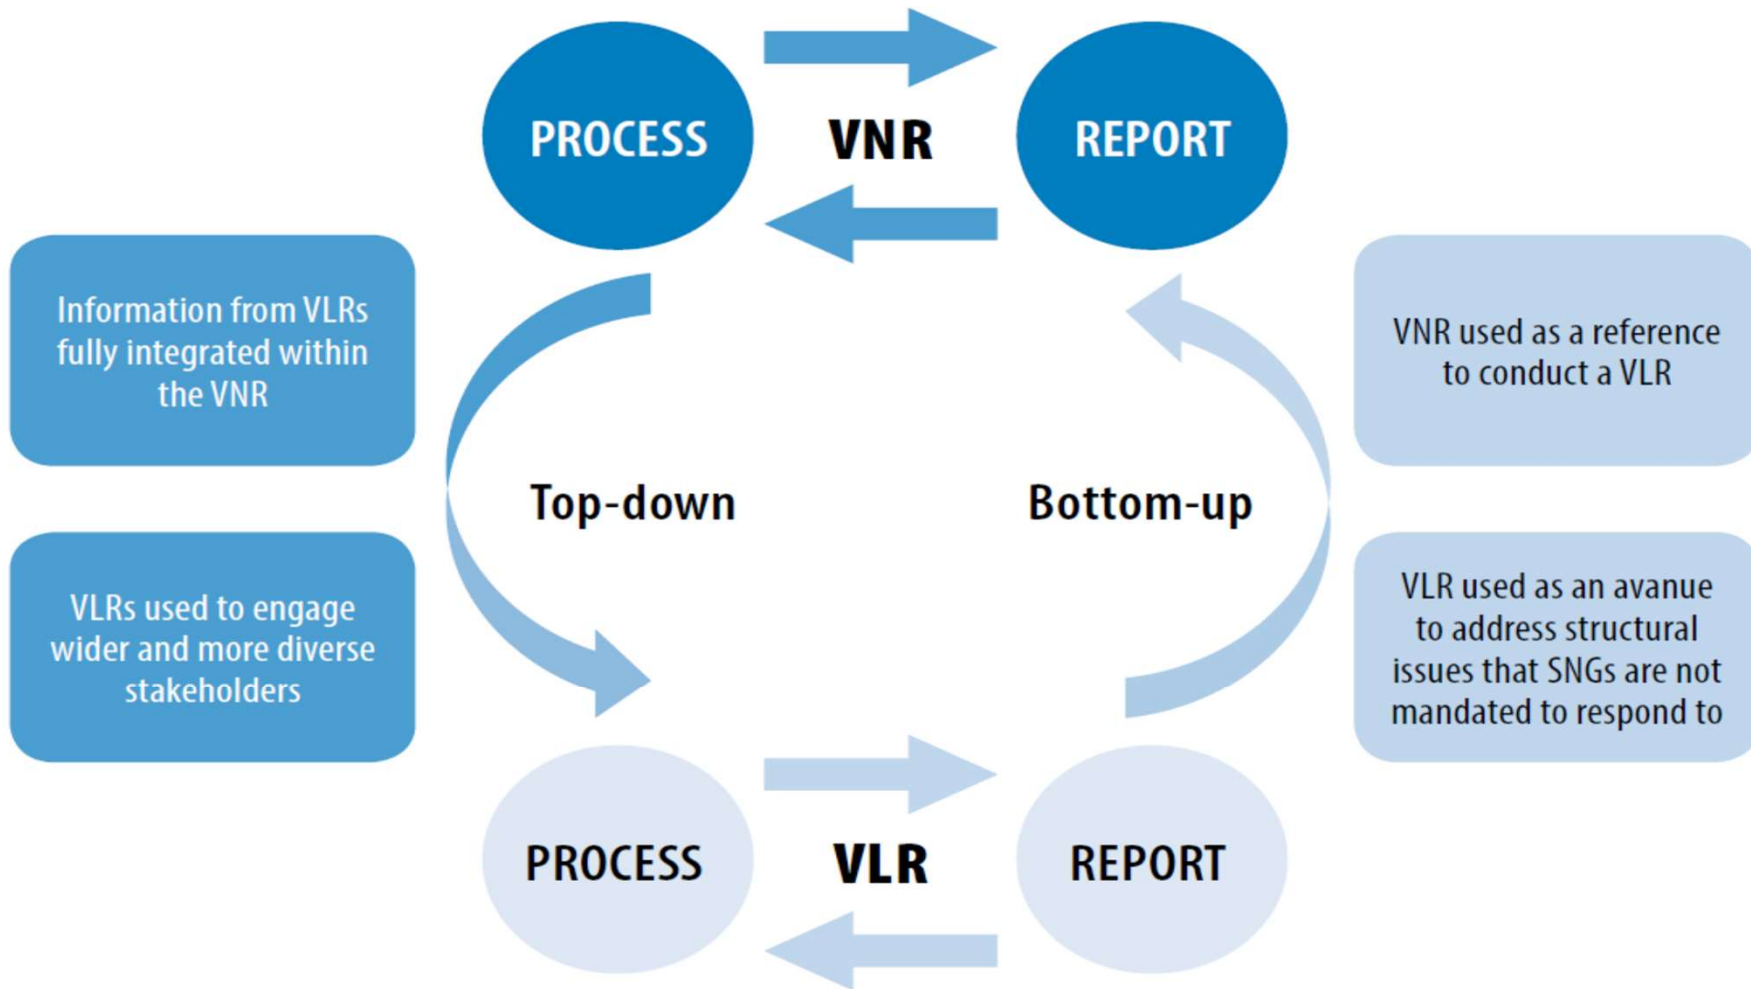 PROCESS
VNR
REPORT
Information from VLRs
fully integrated within
the VNR
VNR used as a reference
to conduct a VLR
Top-down
Bottom-up
VLRs used to engage
wider and more diverse
stakeholders
VLR used as an avanue
to address structural
issues that SNGs are not
mandated to respond to
PROCESS
VLR
REPORT